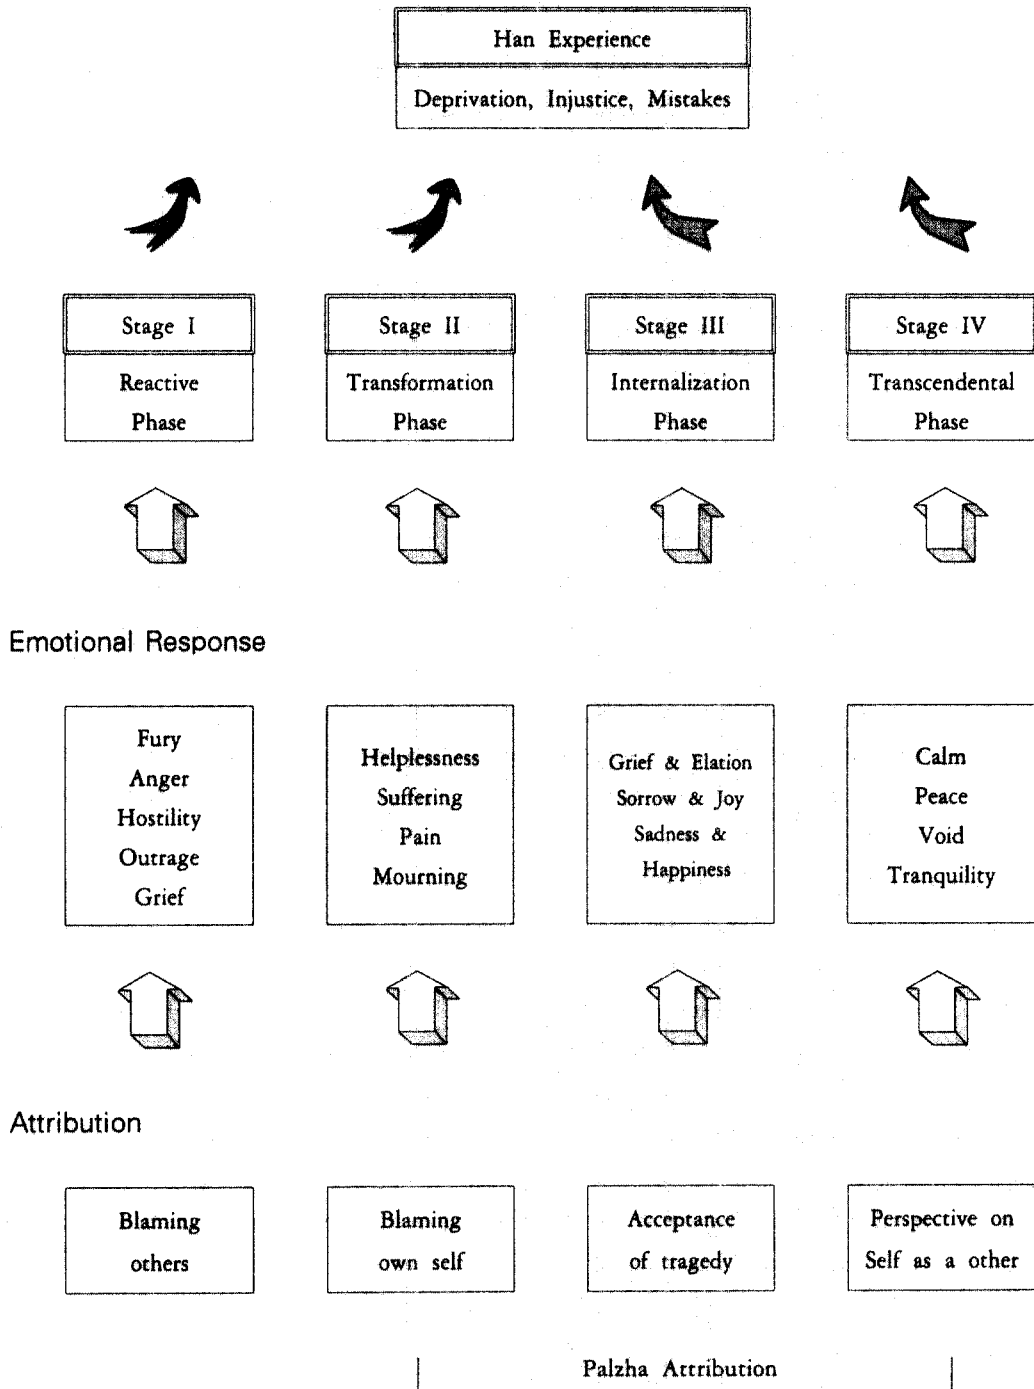 Han Experience
Deprivation, Injustice, Mistakes
Stage I
Reactive
Phase
Stage II
Transformation
Phase
Stage III
Internalization
Phase
Stage IV
Transcendental
Phase
Emotional Response
Fury
Anger
Hostility
Outrage
Grief
Helplessness
Suffering
Pain
Mourning
Grief & Elation
Sorrow & Joy
Sadness &
Happiness
Calm
Peace
Void
Tranquility
Attribution
Blaming
others
Blaming
own self
Acceptance
of tragedy
Perspective on
Self as a other
Palzha Attribution